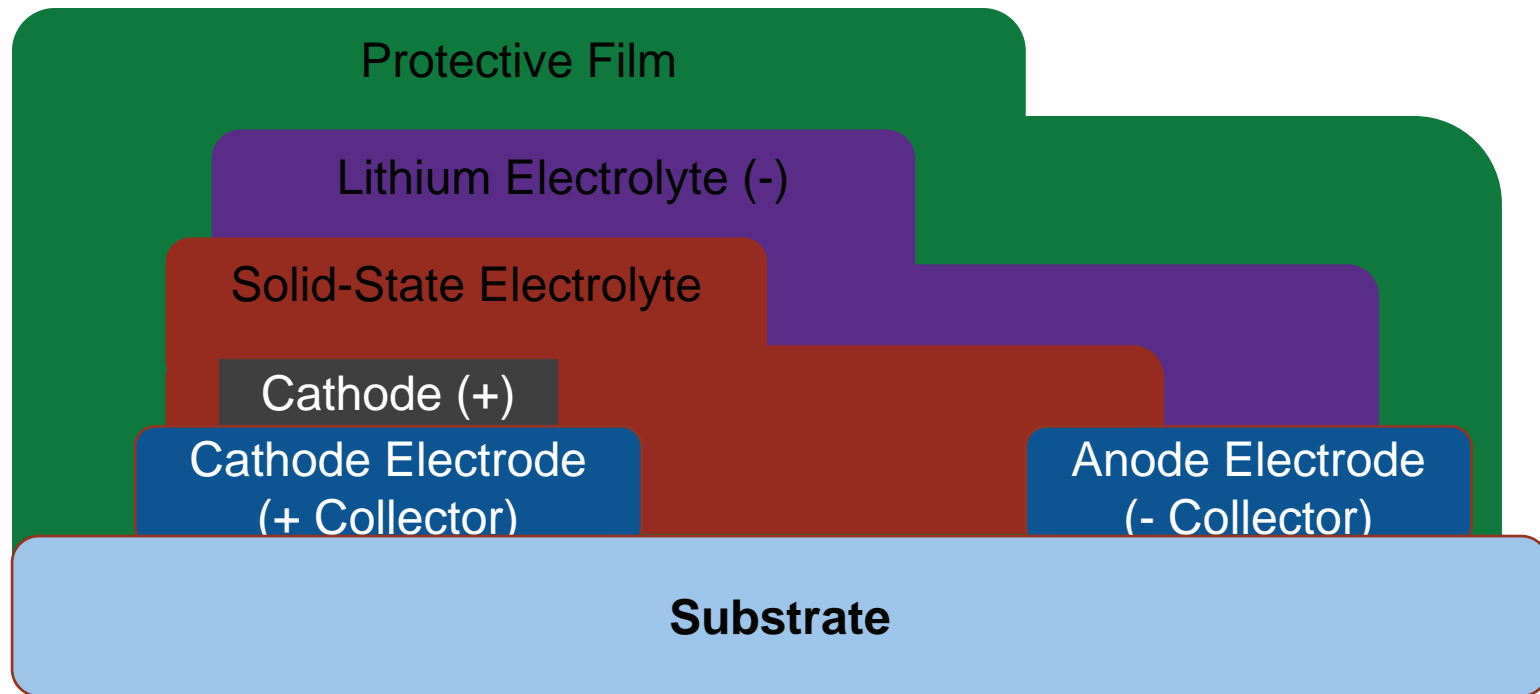 Protective Film
Lithium Electrolyte (-)
Solid-State Electrolyte
Cathode (+)
Cathode Electrode
(+ Collector)
Anode Electrode
(- Collector)
Substrate